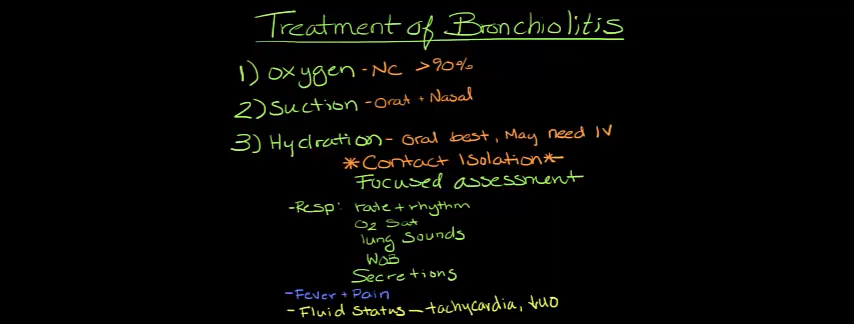 Treatment of Bronchiolitis
1) Oxygen - NC >90%
2) Suction - Oral + Nasal
3) Hydration - Oral best, May need IV
*Contact Isolation*
Focused assessment
- Resp: rate + rhythm
O2 Sat
lung Sounds
WOB
Secretions
- Fever + Pain
- Fluid Status — tachycardia, ↓UO